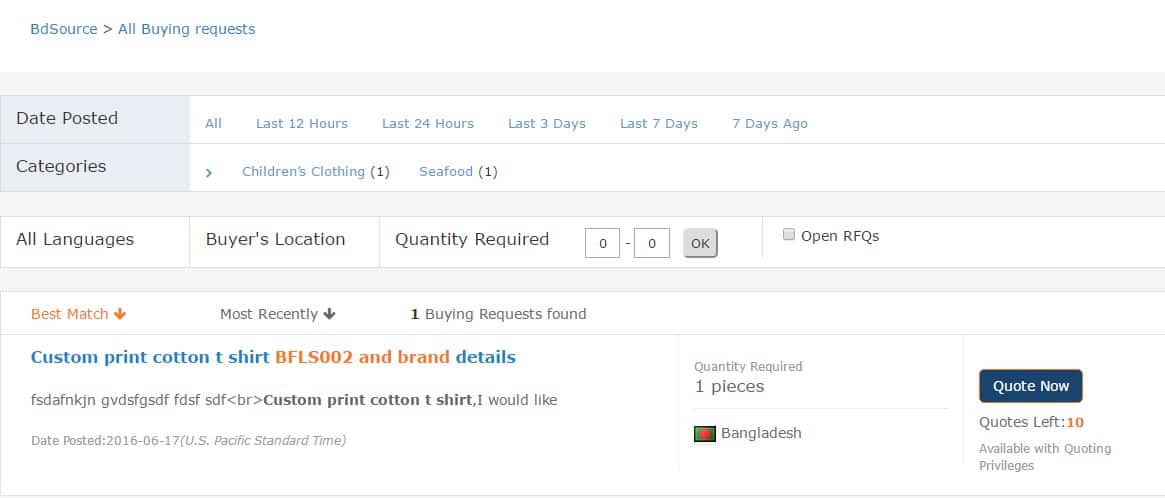 BdSource > All Buying requests
Date Posted All Last 12 Hours Last 24 Hours Last 3 Days Last 7 Days 7 Days Ago
Categories › Children's Clothing (1) Seafood (1)
All Languages Buyer's Location Quantity Required 0 - 0 OK Open RFQs
Best Match Most Recently 1 Buying Requests found
Custom print cotton t shirt BFLS002 and brand details
fsdafnkjn gvdsfgsdf fdsf sdf<br>Custom print cotton t shirt,I would like
Date Posted:2016-06-17(U.S. Pacific Standard Time)
Quantity Required
1 pieces
Bangladesh
Quote Now
Quotes Left:10
Available with Quoting
Privileges